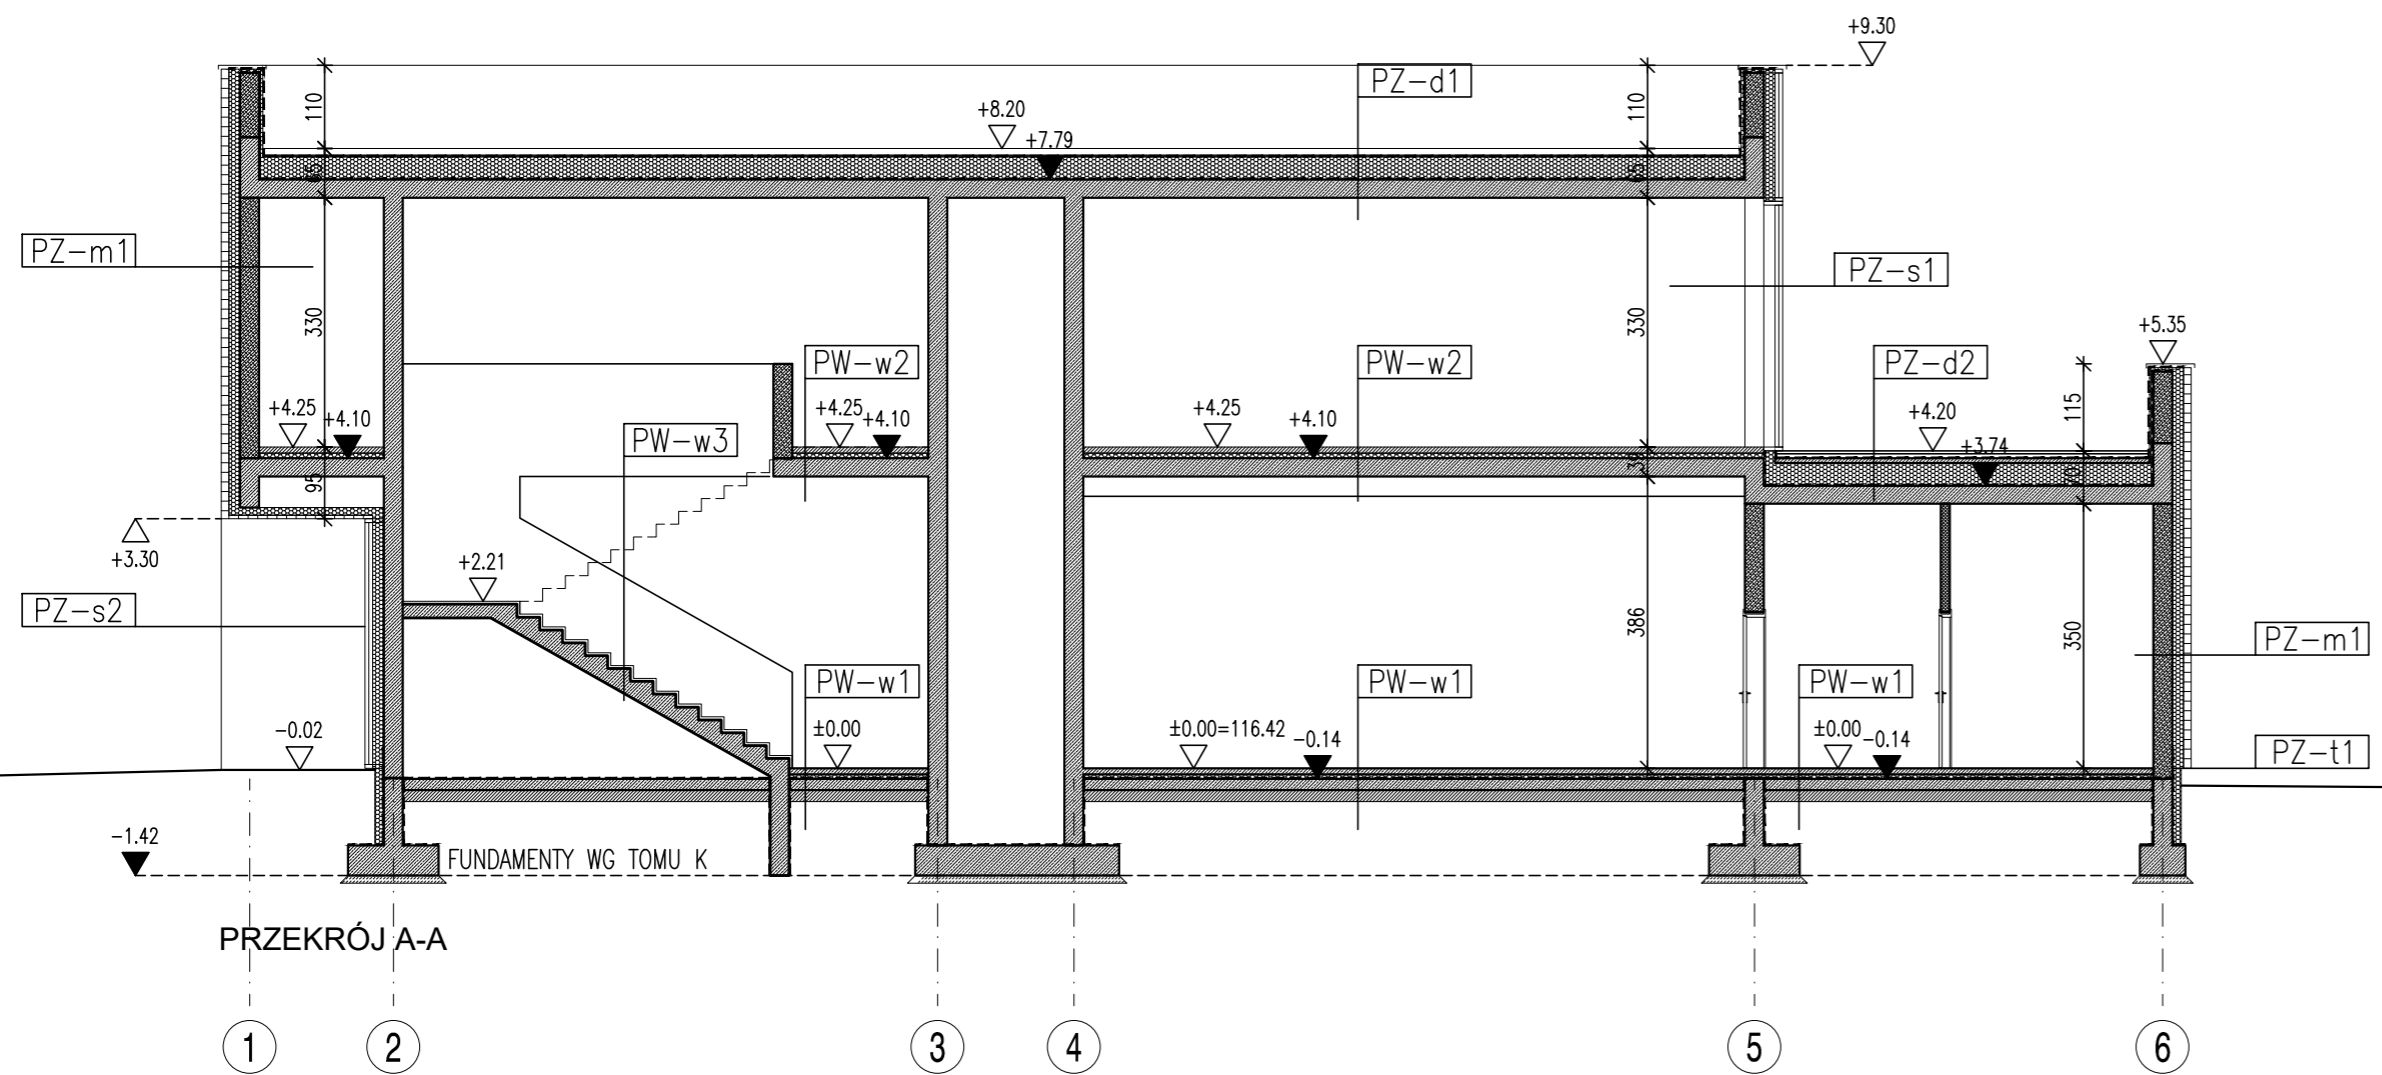 +9.30
PZ-d1
110
110
+8.20
+7.79
65
65
PZ-m1
PZ-s1
330
330
+5.35
PW-w2
PW-w2
PZ-d2
+4.25
+4.10
+4.25
+4.10
+4.25
+4.10
+4.20
115
PW-w3
+3.74
39
95
70
+3.30
+2.21
PZ-s2
386
350
PZ-m1
PW-w1
PW-w1
PW-w1
-0.02
±0.00
±0.00=116.42
-0.14
±0.00
-0.14
PZ-t1
-1.42
FUNDAMENTY WG TOMU K
PRZEKRÓJ A-A
1
2
3
4
5
6